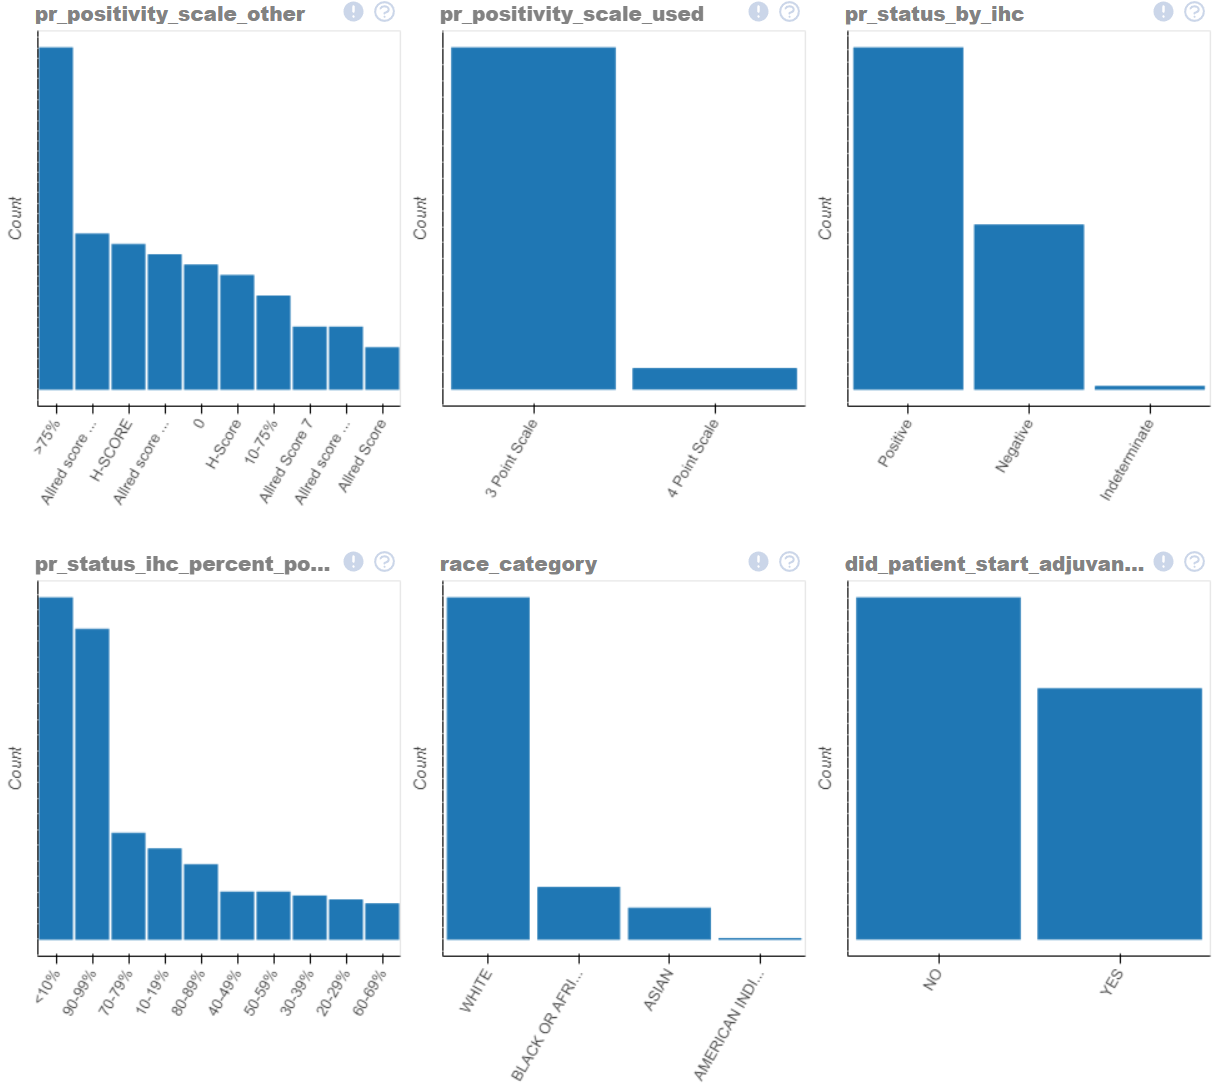 pr_positivity_scale_other
pr_positivity_scale_used
pr_status_by_ihc
Count
>75%
Allred score ...
H-SCORE
Allred score ...
0
H-Score
10-75%
Allred Score 7
Allred score ...
Allred Score
Count
3 Point Scale
4 Point Scale
Count
Positive
Negative
Indeterminate
pr_status_ihc_percent_po...
race_category
did_patient_start_adjuvan...
Count
<10%
90-99%
70-79%
10-19%
80-89%
40-49%
50-59%
30-39%
20-29%
60-69%
Count
WHITE
BLACK OR AFRI...
ASIAN
AMERICAN INDI...
Count
NO
YES